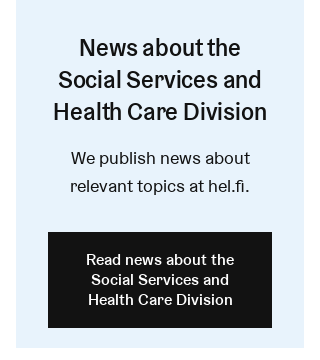 News about the
Social Services and
Health Care Division
We publish news about
relevant topics at hel.fi.
Read news about the
Social Services and
Health Care Division